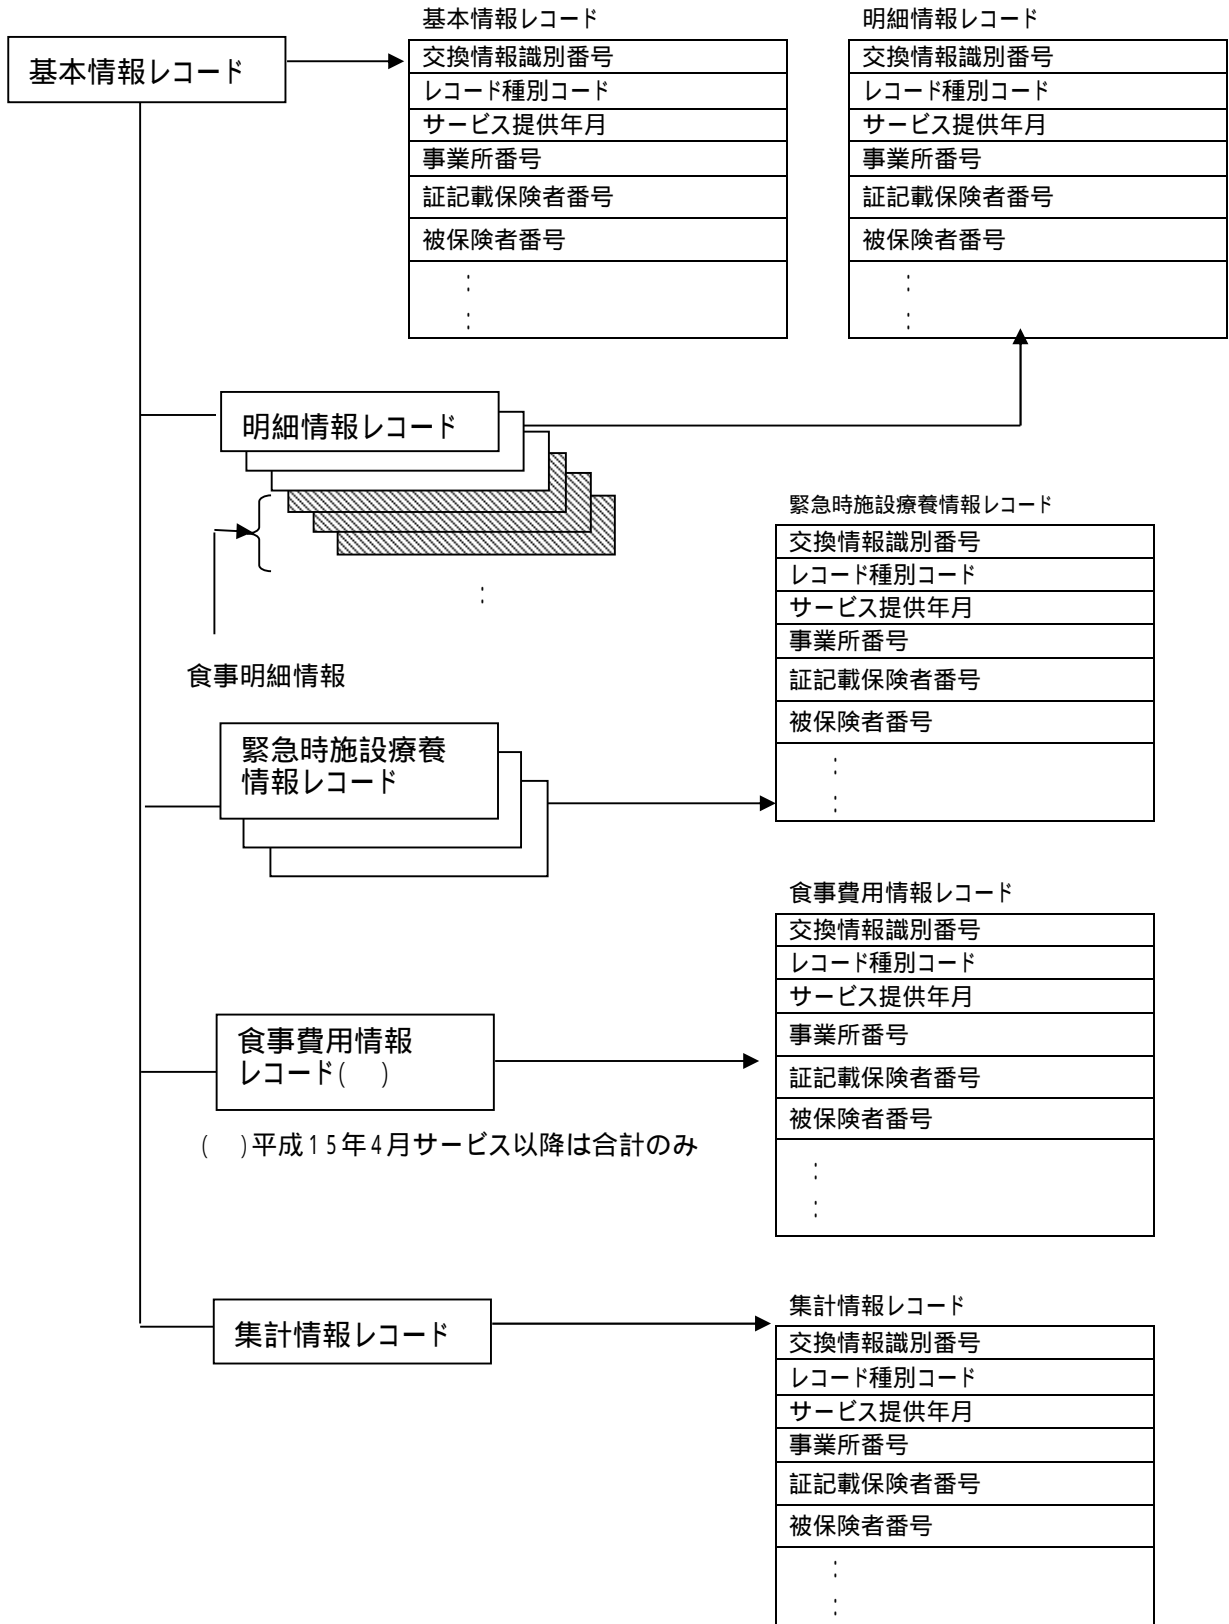 基本情報レコード
基本情報レコード
交換情報識別番号
レコード種別コード
サービス提供年月
事業所番号
証記載保険者番号
被保険者番号
:
:
明細情報レコード
交換情報識別番号
レコード種別コード
サービス提供年月
事業所番号
証記載保険者番号
被保険者番号
:
:
明細情報レコード
:
食事明細情報
緊急時施設療養情報レコード
交換情報識別番号
レコード種別コード
サービス提供年月
事業所番号
証記載保険者番号
被保険者番号
:
:
緊急時施設療養
情報レコード
食事費用情報レコード
交換情報識別番号
レコード種別コード
サービス提供年月
事業所番号
証記載保険者番号
被保険者番号
:
:
食事費用情報
レコード(　)
(　)平成15年4月サービス以降は合計のみ
集計情報レコード
集計情報レコード
交換情報識別番号
レコード種別コード
サービス提供年月
事業所番号
証記載保険者番号
被保険者番号
:
: